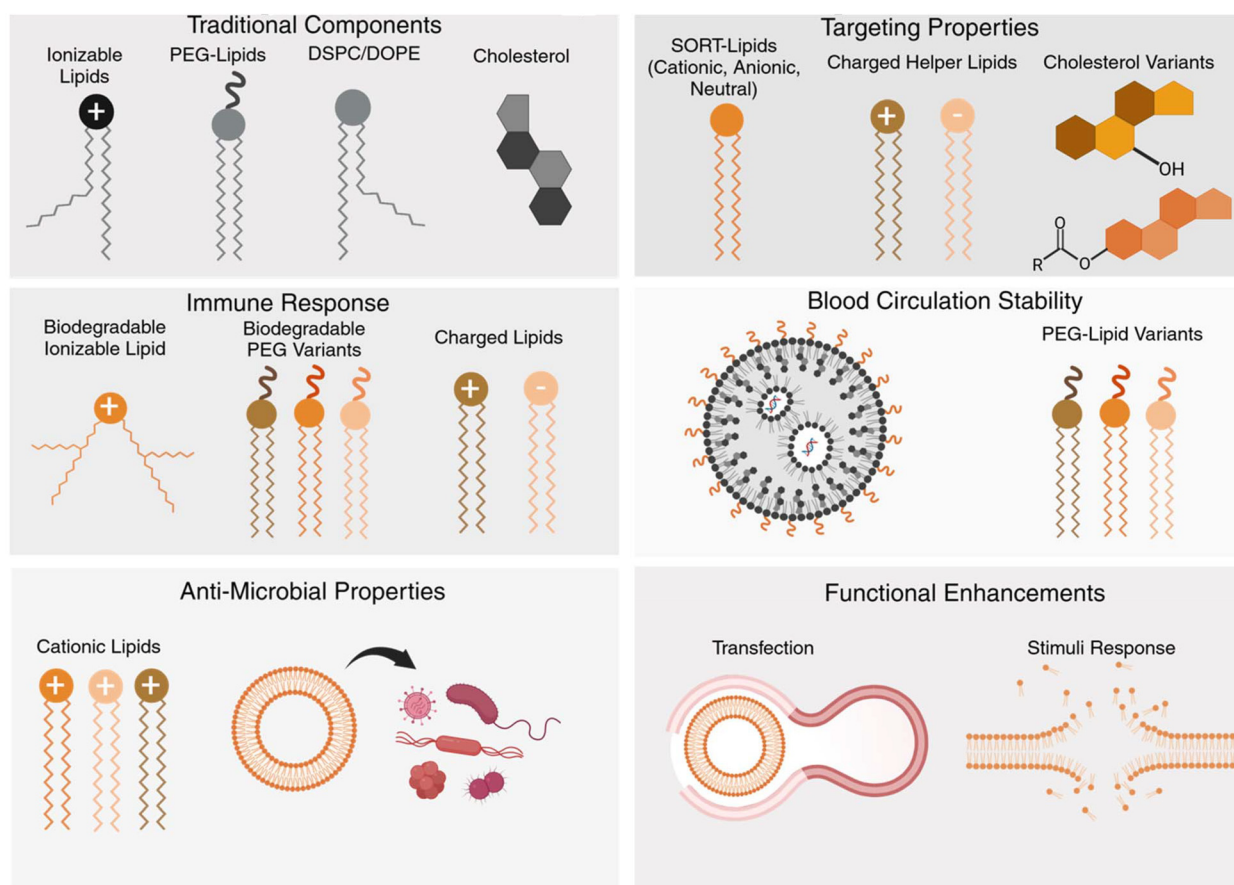 Traditional Components
Ionizable
Lipids
PEG-Lipids
DSPC/DOPE
Cholesterol
+
Targeting Properties
SORT-Lipids
(Cationic, Anionic,
Neutral)
Charged Helper Lipids
Cholesterol Variants
+
-
OH
O
R
O
Immune Response
Biodegradable
Ionizable Lipid
Biodegradable
PEG Variants
Charged Lipids
+
+
-
Blood Circulation Stability
PEG-Lipid Variants
Anti-Microbial Properties
Cationic Lipids
+
+
+
Functional Enhancements
Transfection
Stimuli Response